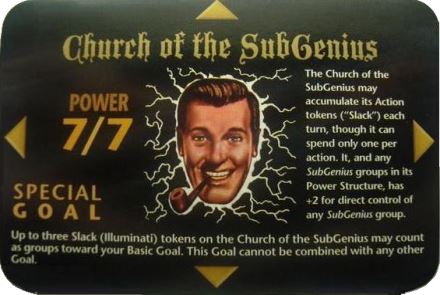 Church of the SubGenius
POWER
7/7
SPECIAL
GOAL
The Church of the
SubGenius may
accumulate its Action
tokens ("Slack") each
turn, though it can
spend only one per
action. It, and any
SubGenius groups in its
Power Structure, has
+2 for direct control of
any SubGenius group.
Up to three Slack (Illuminati) tokens on the Church of the SubGenius may count
as groups toward your Basic Goal. This Goal cannot be combined with any other
Goal.